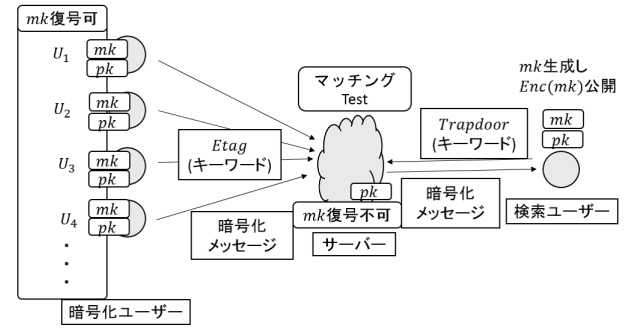 mk復号可
U1
mk
pk
U2
mk
pk
U3
mk
pk
U4
mk
pk
・
・
・
暗号化ユーザー
Etag
(キーワード)
暗号化
メッセージ
マッチング
Test
pk
mk復号不可
サーバー
Trapdoor
(キーワード)
暗号化
メッセージ
mk生成し
Enc(mk)公開
mk
pk
検索ユーザー